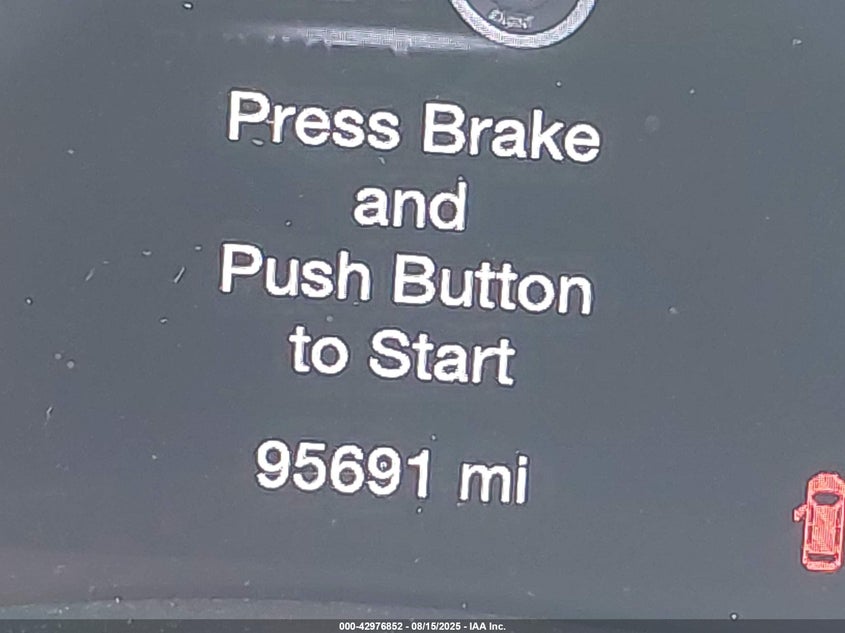 Press Brake
and
Push Button
to Start
95691 mi
000-42976852 - 08/15/2025 - IAA Inc.